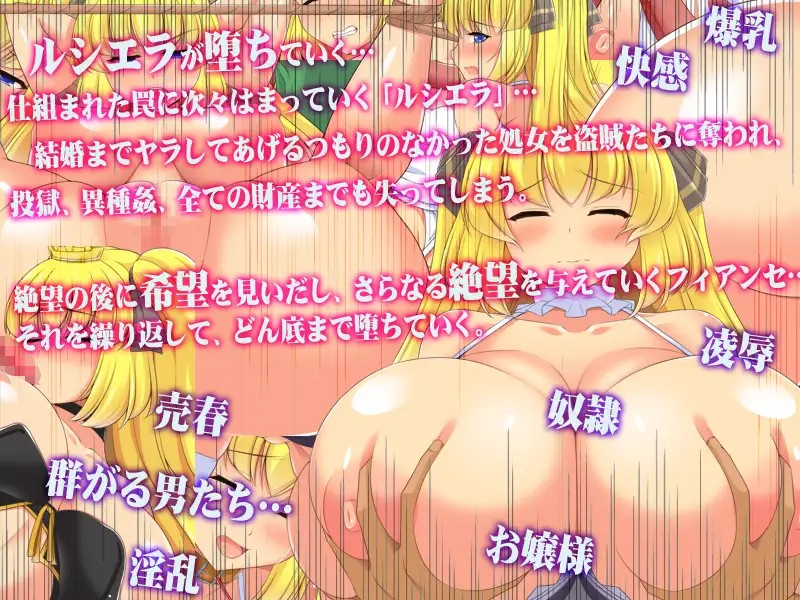 ルシエラが堕ちていく…
仕組まれた罠に次々はまっていく「ルシエラ」…
結婚までヤラしてあげるつもりのなかった処女を盗賊たちに奪われ、
投獄、異種姦、全ての財産までも失ってしまう。
絶望の後に希望を見いだし、さらなる絶望を与えていくフィアンセ…
それを繰り返して、どん底まで堕ちていく。
爆乳
快感
凌辱
売春
奴隷
群がる男たち…
お嬢様
淫乱